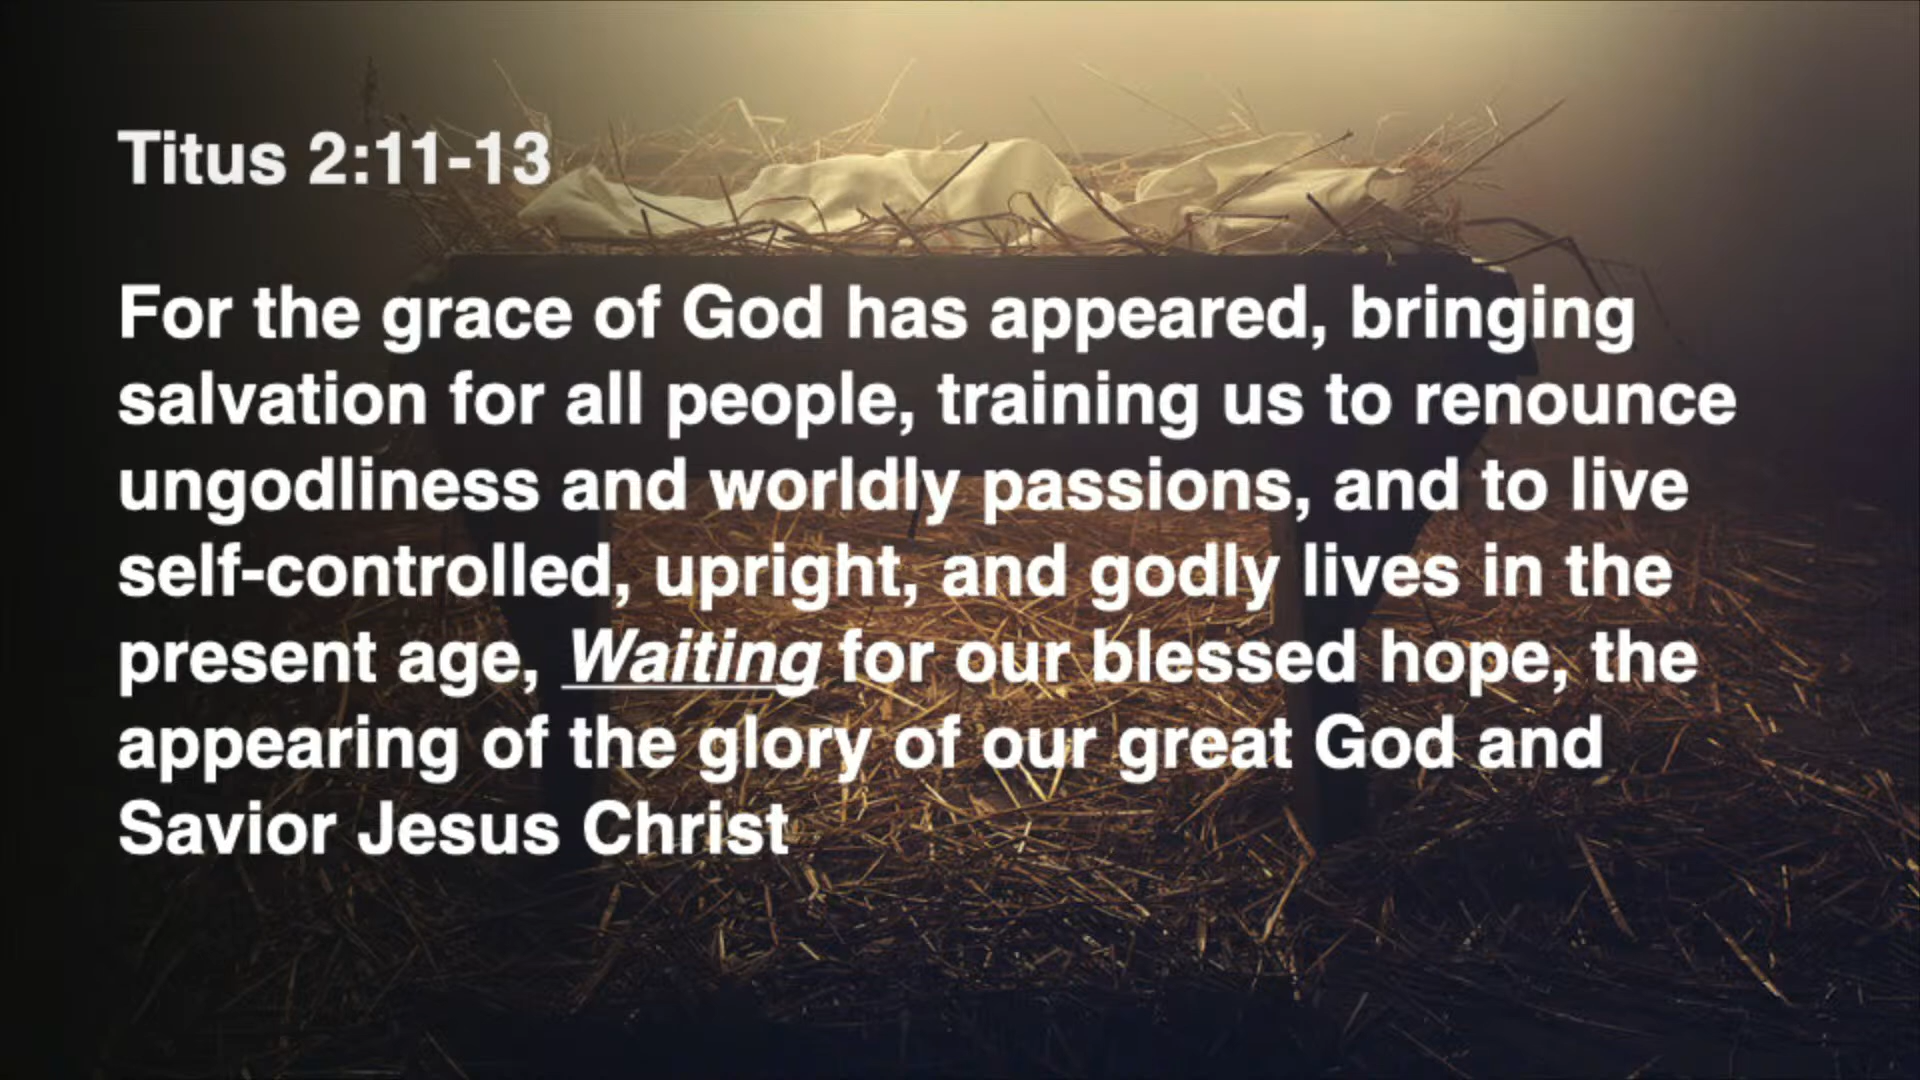 Titus 2:11-13
For the grace of God has appeared, bringing
salvation for all people, training us to renounce
ungodliness and worldly passions, and to live
self-controlled, upright, and godly lives in the
present age, Waiting for our blessed hope, the
appearing of the glory of our great God and
Savior Jesus Christ